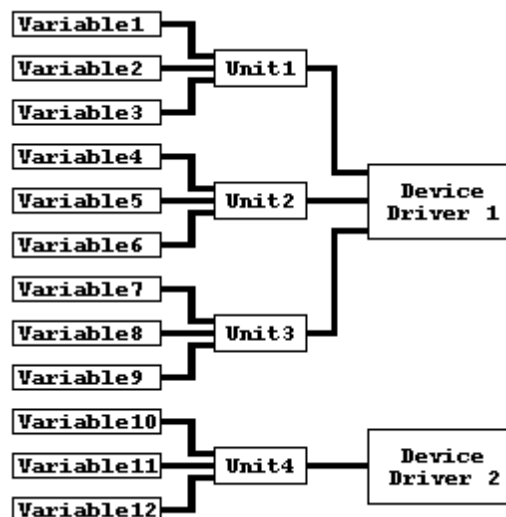 Variable1
Variable2
Unit1
Variable3
Variable4
Variable5
Unit2
Device
Driver 1
Variable6
Variable7
Variable8
Unit3
Variable9
Variable10
Variable11
Unit4
Device
Driver 2
Variable12